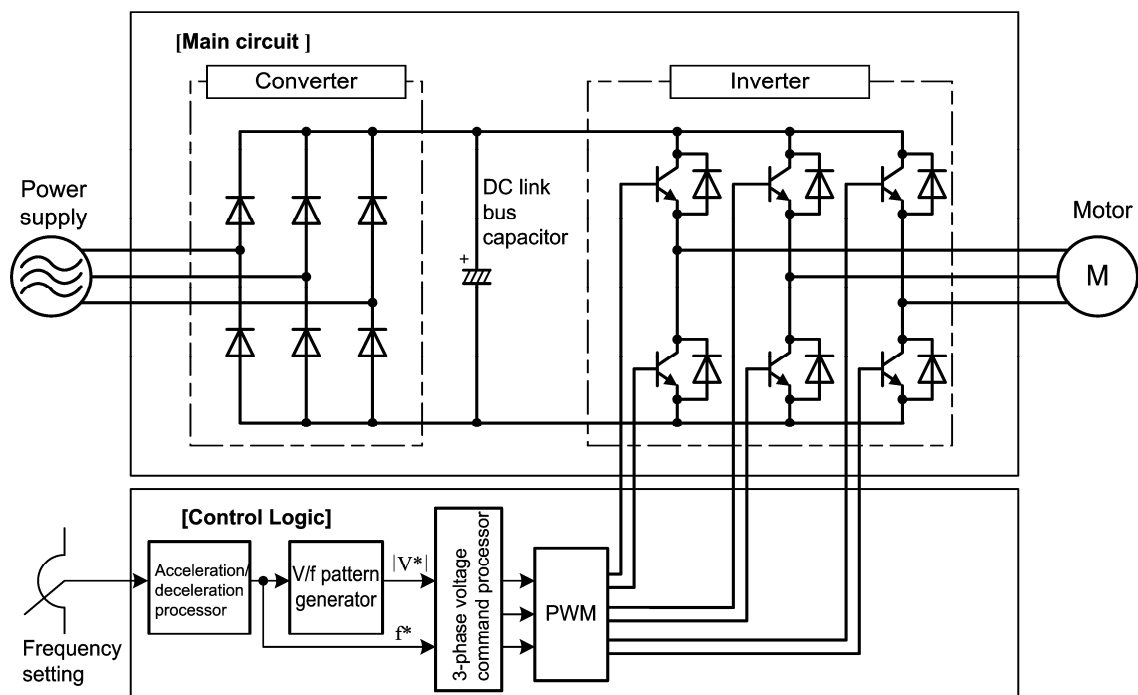 [Main circuit ]
Converter
Inverter
Power
supply
DC link
bus
capacitor
+
Motor
M
[Control Logic]
Acceleration/
deceleration
processor
V/f pattern
generator
|V*|
f*
3-phase voltage
command processor
PWM
Frequency
setting